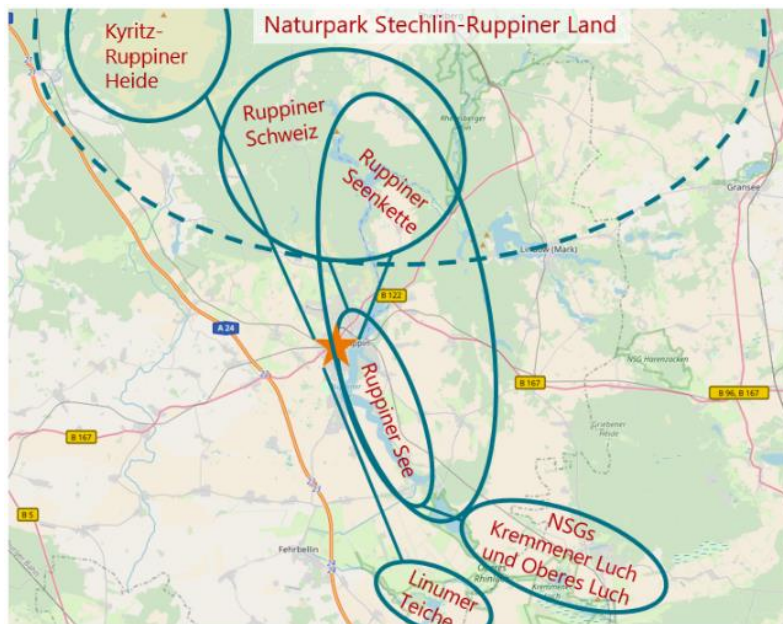 Naturpark Stechlin-Ruppiner Land
Kyritz-
Ruppiner
Heide
Ruppiner
Schweiz
Ruppiner
Seenkette
Gransee
Lindow (Mark)
B 122
A 24
B 167
B 96, B 167
NSG Harenzacken
B 167
Ruppiner See
B 5
Fehrbellin
NSGs
Kremmener Luch
und Oberes Luch
Linumer
Teiche